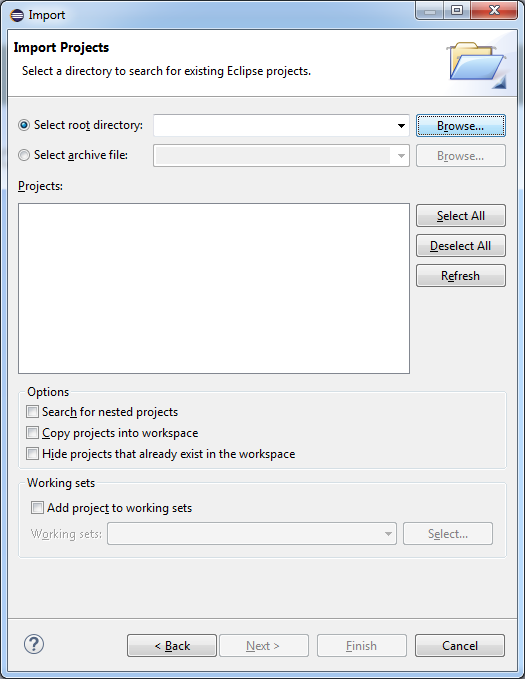 Import
Import Projects
Select a directory to search for existing Eclipse projects.
Select root directory: Browse...
Select archive file: Browse...
Projects:
Select All
Deselect All
Refresh
Options
Search for nested projects
Copy projects into workspace
Hide projects that already exist in the workspace
Working sets
Add project to working sets
Working sets: Select...
? < Back Next > Finish Cancel